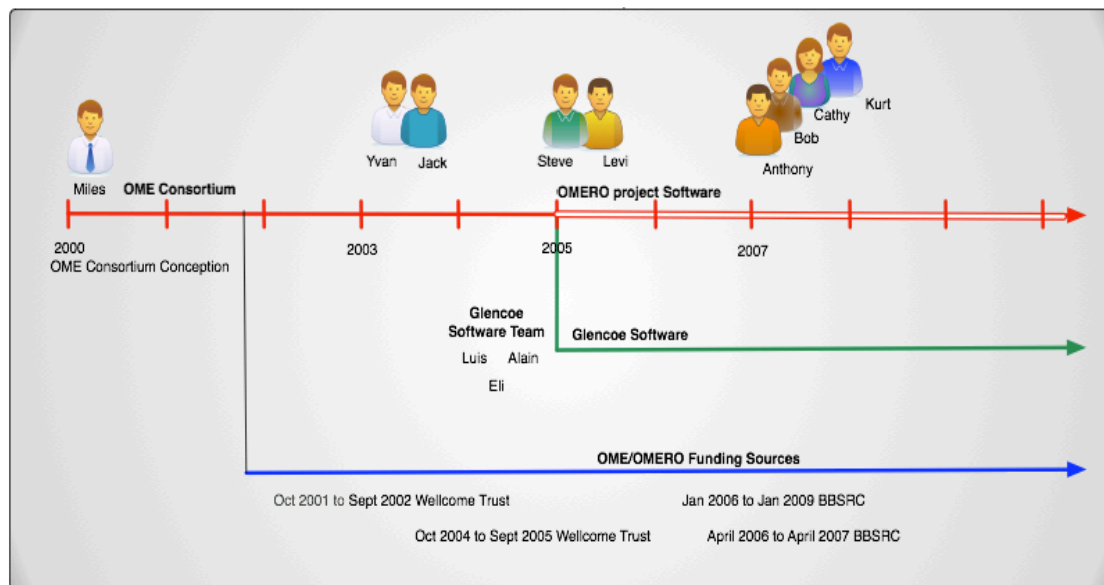 Kurt
Cathy
Bob
Yvan
Jack
Steve
Levi
Anthony
Miles
OME Consortium
OMERO project Software
2000
2003
2005
2007
OME Consortium Conception
Glencoe
Software Team
Glencoe Software
Luis
Alain
Eli
OME/OMERO Funding Sources
Oct 2001 to Sept 2002 Wellcome Trust
Jan 2006 to Jan 2009 BBSRC
Oct 2004 to Sept 2005 Wellcome Trust
April 2006 to April 2007 BBSRC